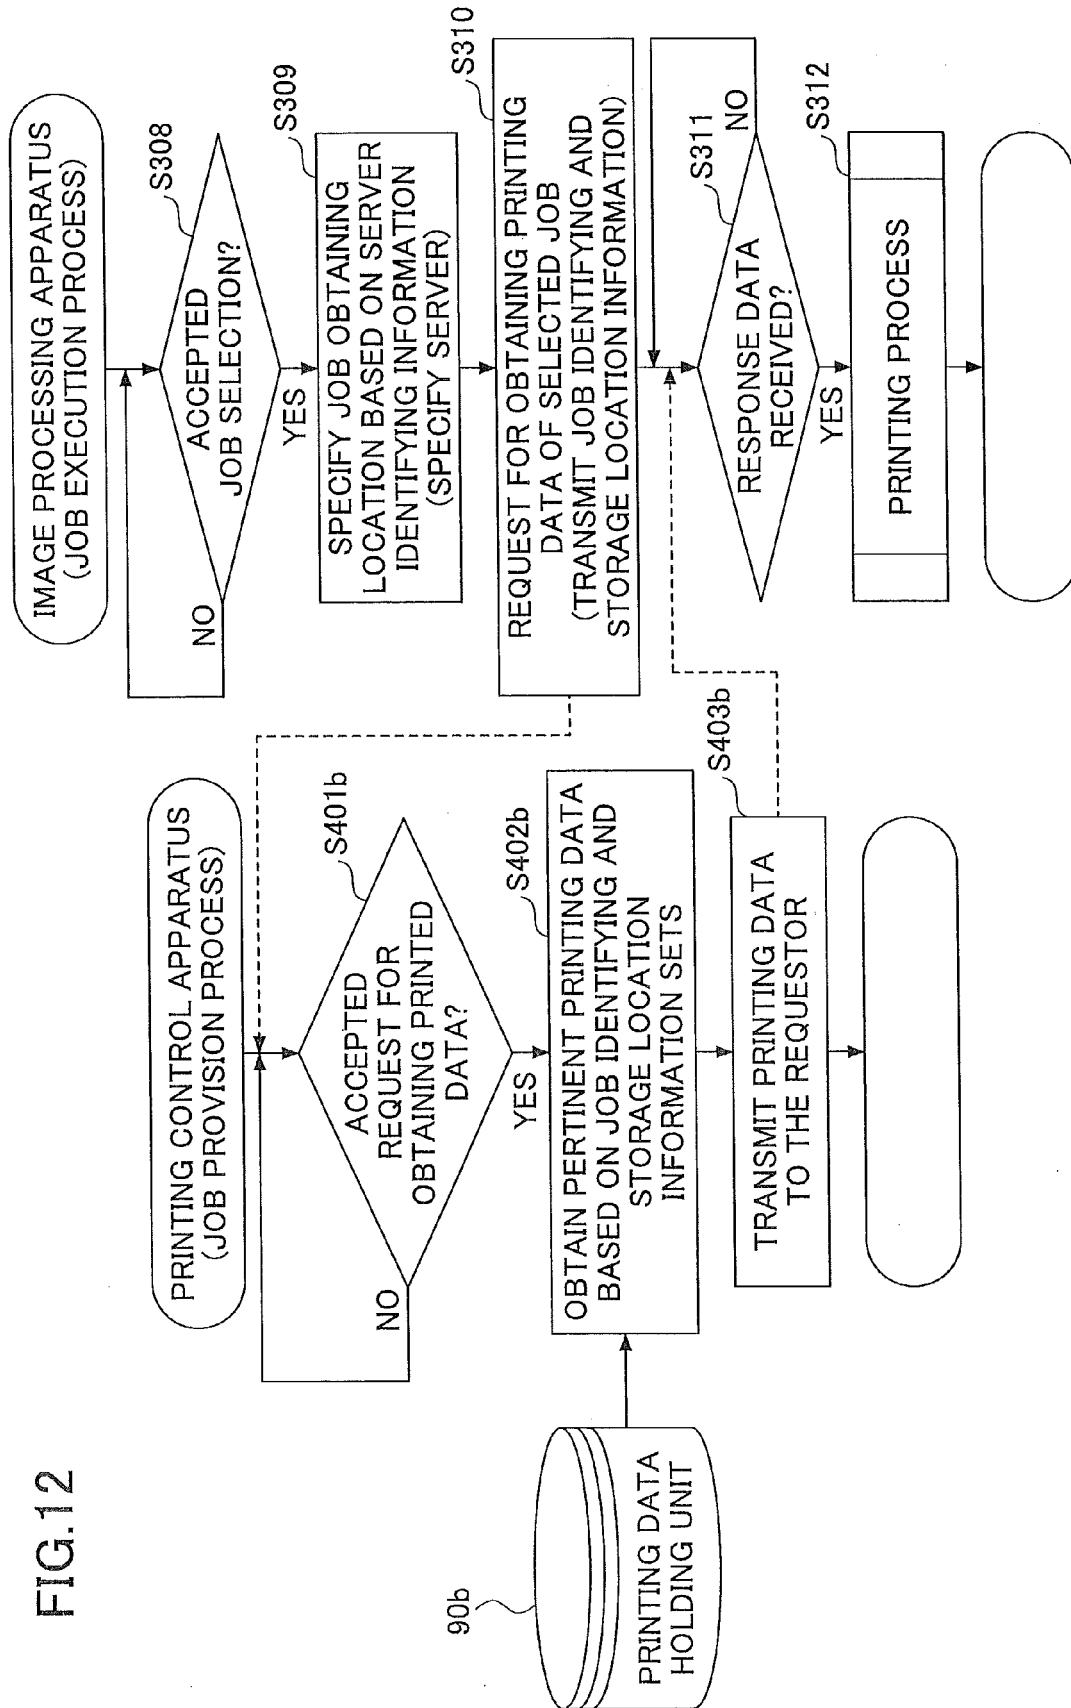 FIG.12
PRINTING CONTROL APPARATUS
(JOB PROVISION PROCESS)
S401b
ACCEPTED
REQUEST FOR
OBTAINING PRINTED
DATA?
NO
YES
S402b
OBTAIN PERTINENT PRINTING DATA
BASED ON JOB IDENTIFYING AND
STORAGE LOCATION
INFORMATION SETS
90b
PRINTING DATA
HOLDING UNIT
S403b
TRANSMIT PRINTING DATA
TO THE REQUESTOR
IMAGE PROCESSING APPARATUS
(JOB EXECUTION PROCESS)
S308
ACCEPTED
JOB SELECTION?
NO
YES
S309
SPECIFY JOB OBTAINING
LOCATION BASED ON SERVER
IDENTIFYING INFORMATION
(SPECIFY SERVER)
S310
REQUEST FOR OBTAINING PRINTING
DATA OF SELECTED JOB
(TRANSMIT JOB IDENTIFYING AND
STORAGE LOCATION INFORMATION)
S311
RESPONSE DATA
RECEIVED?
NO
YES
S312
PRINTING PROCESS